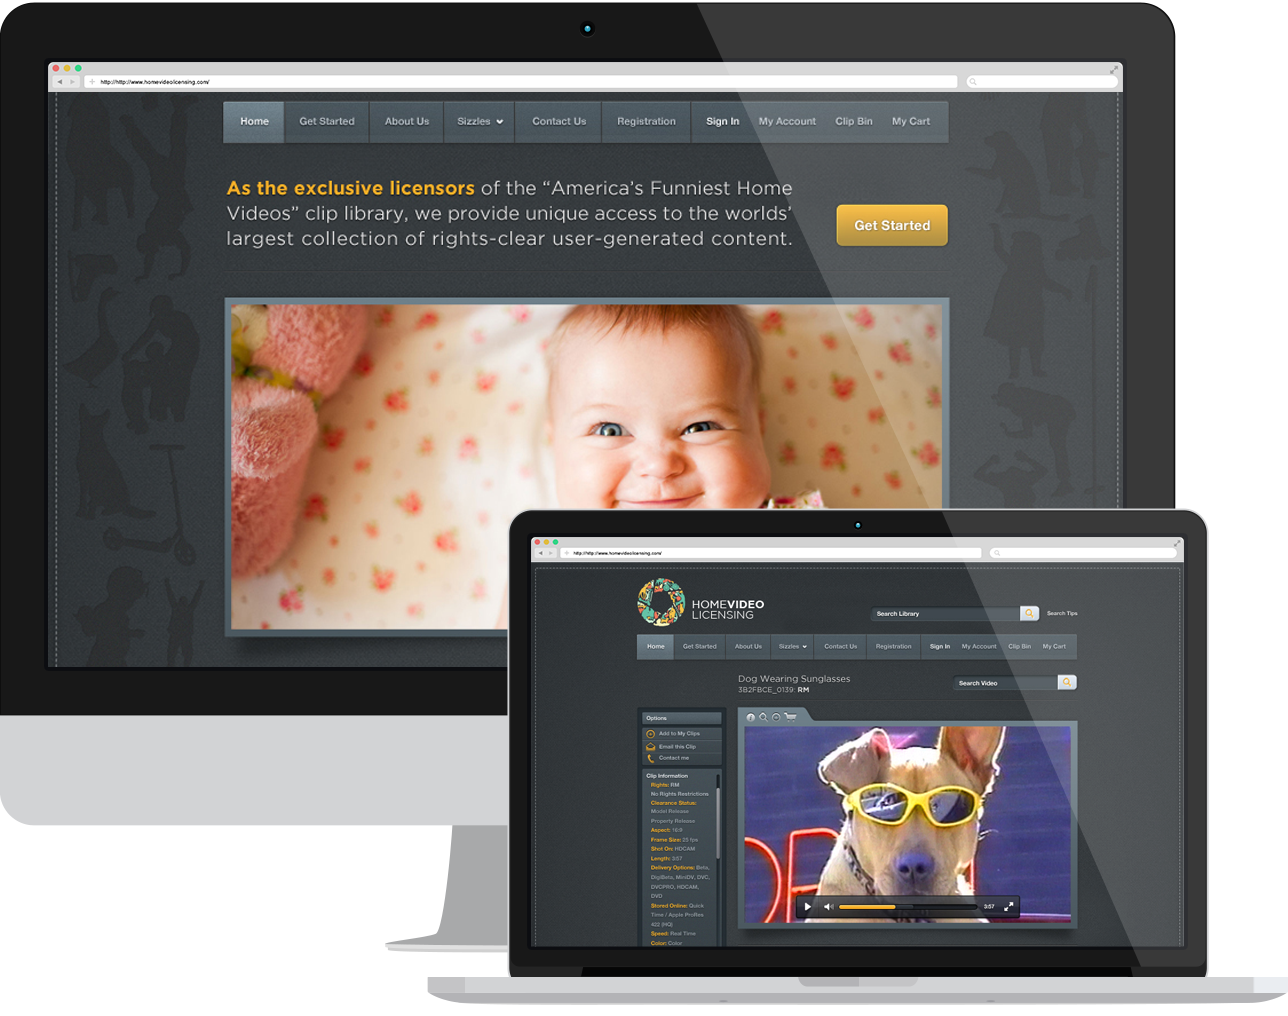 http://http://www.homevideolicensing.com/
Home Get Started About Us Sizzles Contact Us Registration Sign In My Account Clip Bin My Cart
As the exclusive licensors of the “America’s Funniest Home
Videos” clip library, we provide unique access to the worlds’
largest collection of rights-clear user-generated content.
Get Started
http://http://www.homevideolicensing.com/
HOMEVIDEO
LICENSING
Search Library
Search Tips
Home Get Started About Us Sizzles Contact Us Registration Sign In My Account Clip Bin My Cart
Dog Wearing Sunglasses
3B2FBCE_0139: RM
Search Video
Options
Add to My Clips
Email this Clip
Contact me
Clip Information
Rights: RM
No Rights Restrictions
Clearance Status:
Model Release
Property Release
Aspect: 16:9
Frame Size: 25 fps
Shot On: HDCAM
Length: 3:57
Delivery Options: Beta,
DigiBeta, MiniDV, DVC,
DVCPRO, HDCAM,
DVD
Stored Online: Quick
Time / Apple ProRes
422 (HQ)
Speed: Real Time
Color: Color
3:57